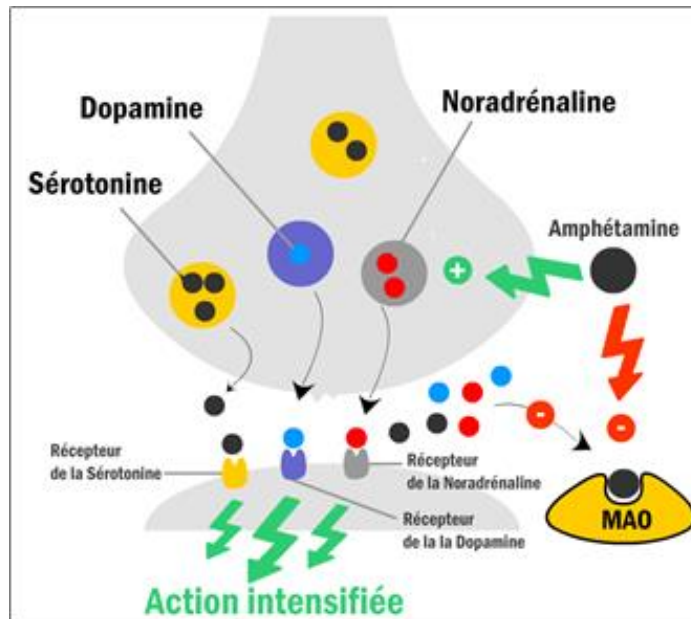 Dopamine
Noradrénaline
Sérotonine
Amphétamine
+
-
-
Récepteur
de la Sérotonine
Récepteur
de la Noradrénaline
MAO
Récepteur
de la la Dopamine
Action intensifiée